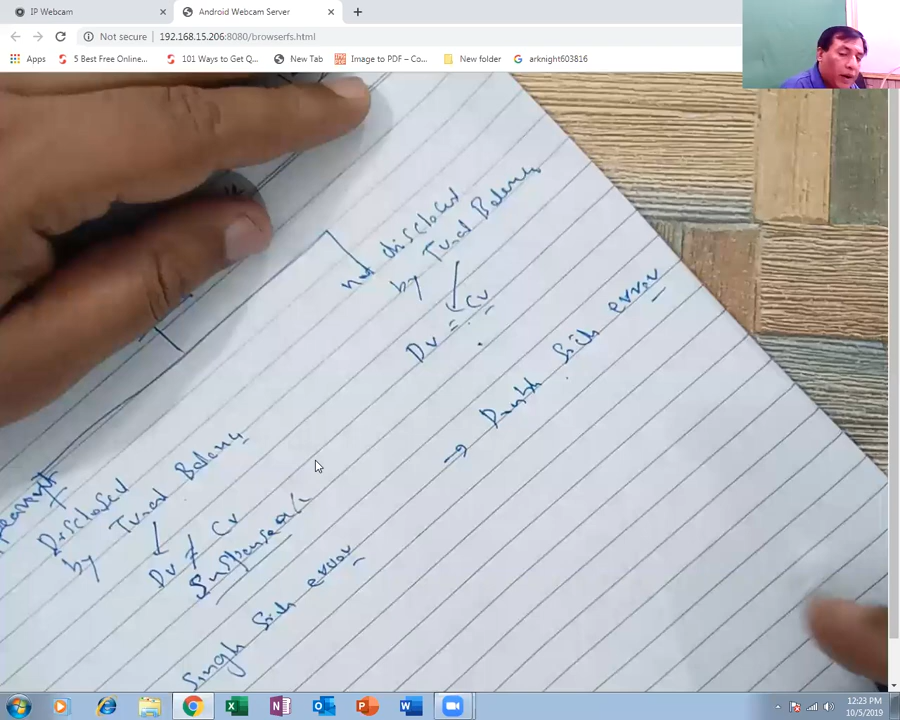 IP Webcam
Android Webcam Server
Not secure
192.168.15.206:8080/browserfs.html
Apps
5 Best Free Online...
101 Ways to Get Q...
New Tab
Image to PDF – Co...
New folder
arknight603816
not disclosed
by Trial Balance
Dr = Cr
→ Double Side error
Disclosed
by Trial Balance
Dr ≠ Cr
Suspense a/c
Single Side error
12:23 PM
10/5/2019